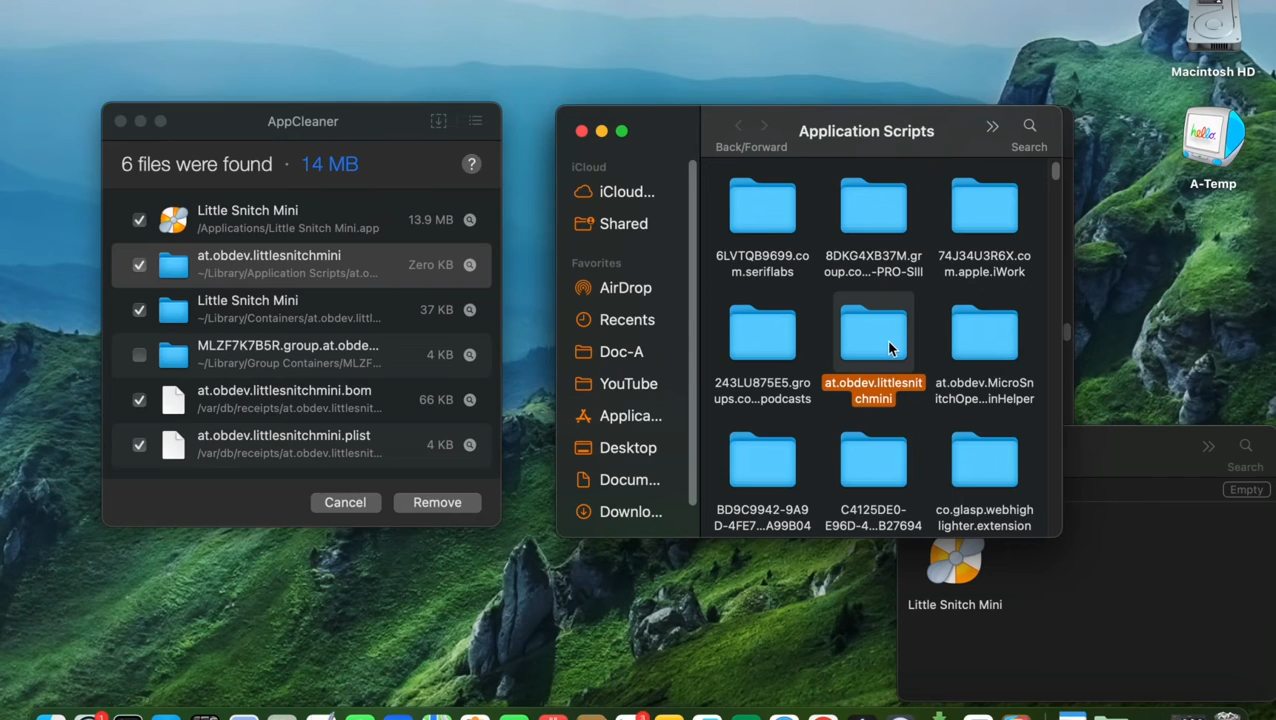 AppCleaner
6 files were found · 14 MB
?
Little Snitch Mini
/Applications/Little Snitch Mini.app
13.9 MB
at.obdev.littlesnitchmini
~/Library/Application Scripts/at.o...
Zero KB
Little Snitch Mini
~/Library/Containers/at.obdev.littl...
37 KB
MLZF7K7B5R.group.at.obde...
~/Library/Group Containers/MLZF...
4 KB
at.obdev.littlesnitchmini.bom
/var/db/receipts/at.obdev.littlesnit...
66 KB
at.obdev.littlesnitchmini.plist
/var/db/receipts/at.obdev.littlesnit...
4 KB
Cancel
Remove
iCloud
iCloud...
Shared
Favorites
AirDrop
Recents
Doc-A
YouTube
Applica...
Desktop
Docum...
Downlo...
Application Scripts
Back/Forward
Search
6LVTQB9699.co
m.seriflabs
8DKG4XB37M.gr
oup.co...-PRO-SIII
74J34U3R6X.co
m.apple.iWork
243LU875E5.gro
ups.co....podcasts
at.obdev.littlesnit
chmini
at.obdev.MicroSn
itchOpe...inHelper
BD9C9942-9A9
D-4FE7...A99B04
C4125DE0-
E96D-4...B27694
co.glasp.webhigh
lighter.extension
Macintosh HD
hello.
A-Temp
Search
Empty
Little Snitch Mini